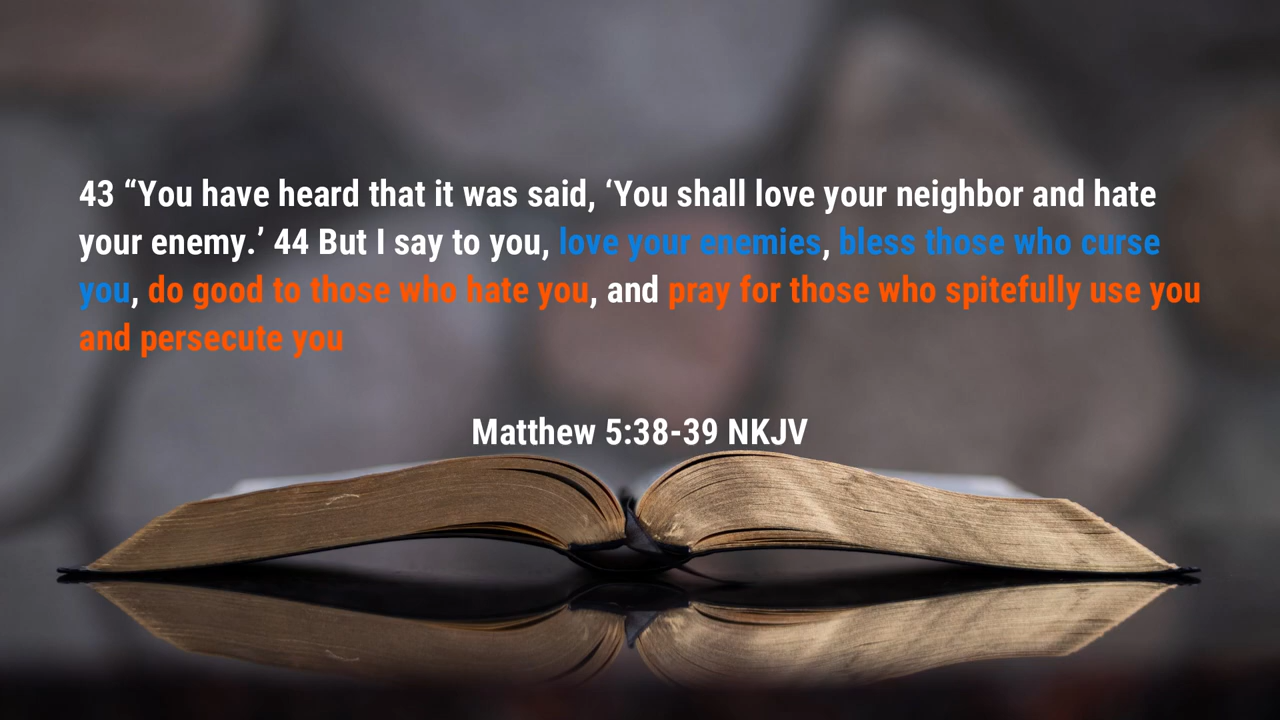 43 “You have heard that it was said, ‘You shall love your neighbor and hate
your enemy.’ 44 But I say to you, love your enemies, bless those who curse
you, do good to those who hate you, and pray for those who spitefully use you
and persecute you
Matthew 5:38-39 NKJV